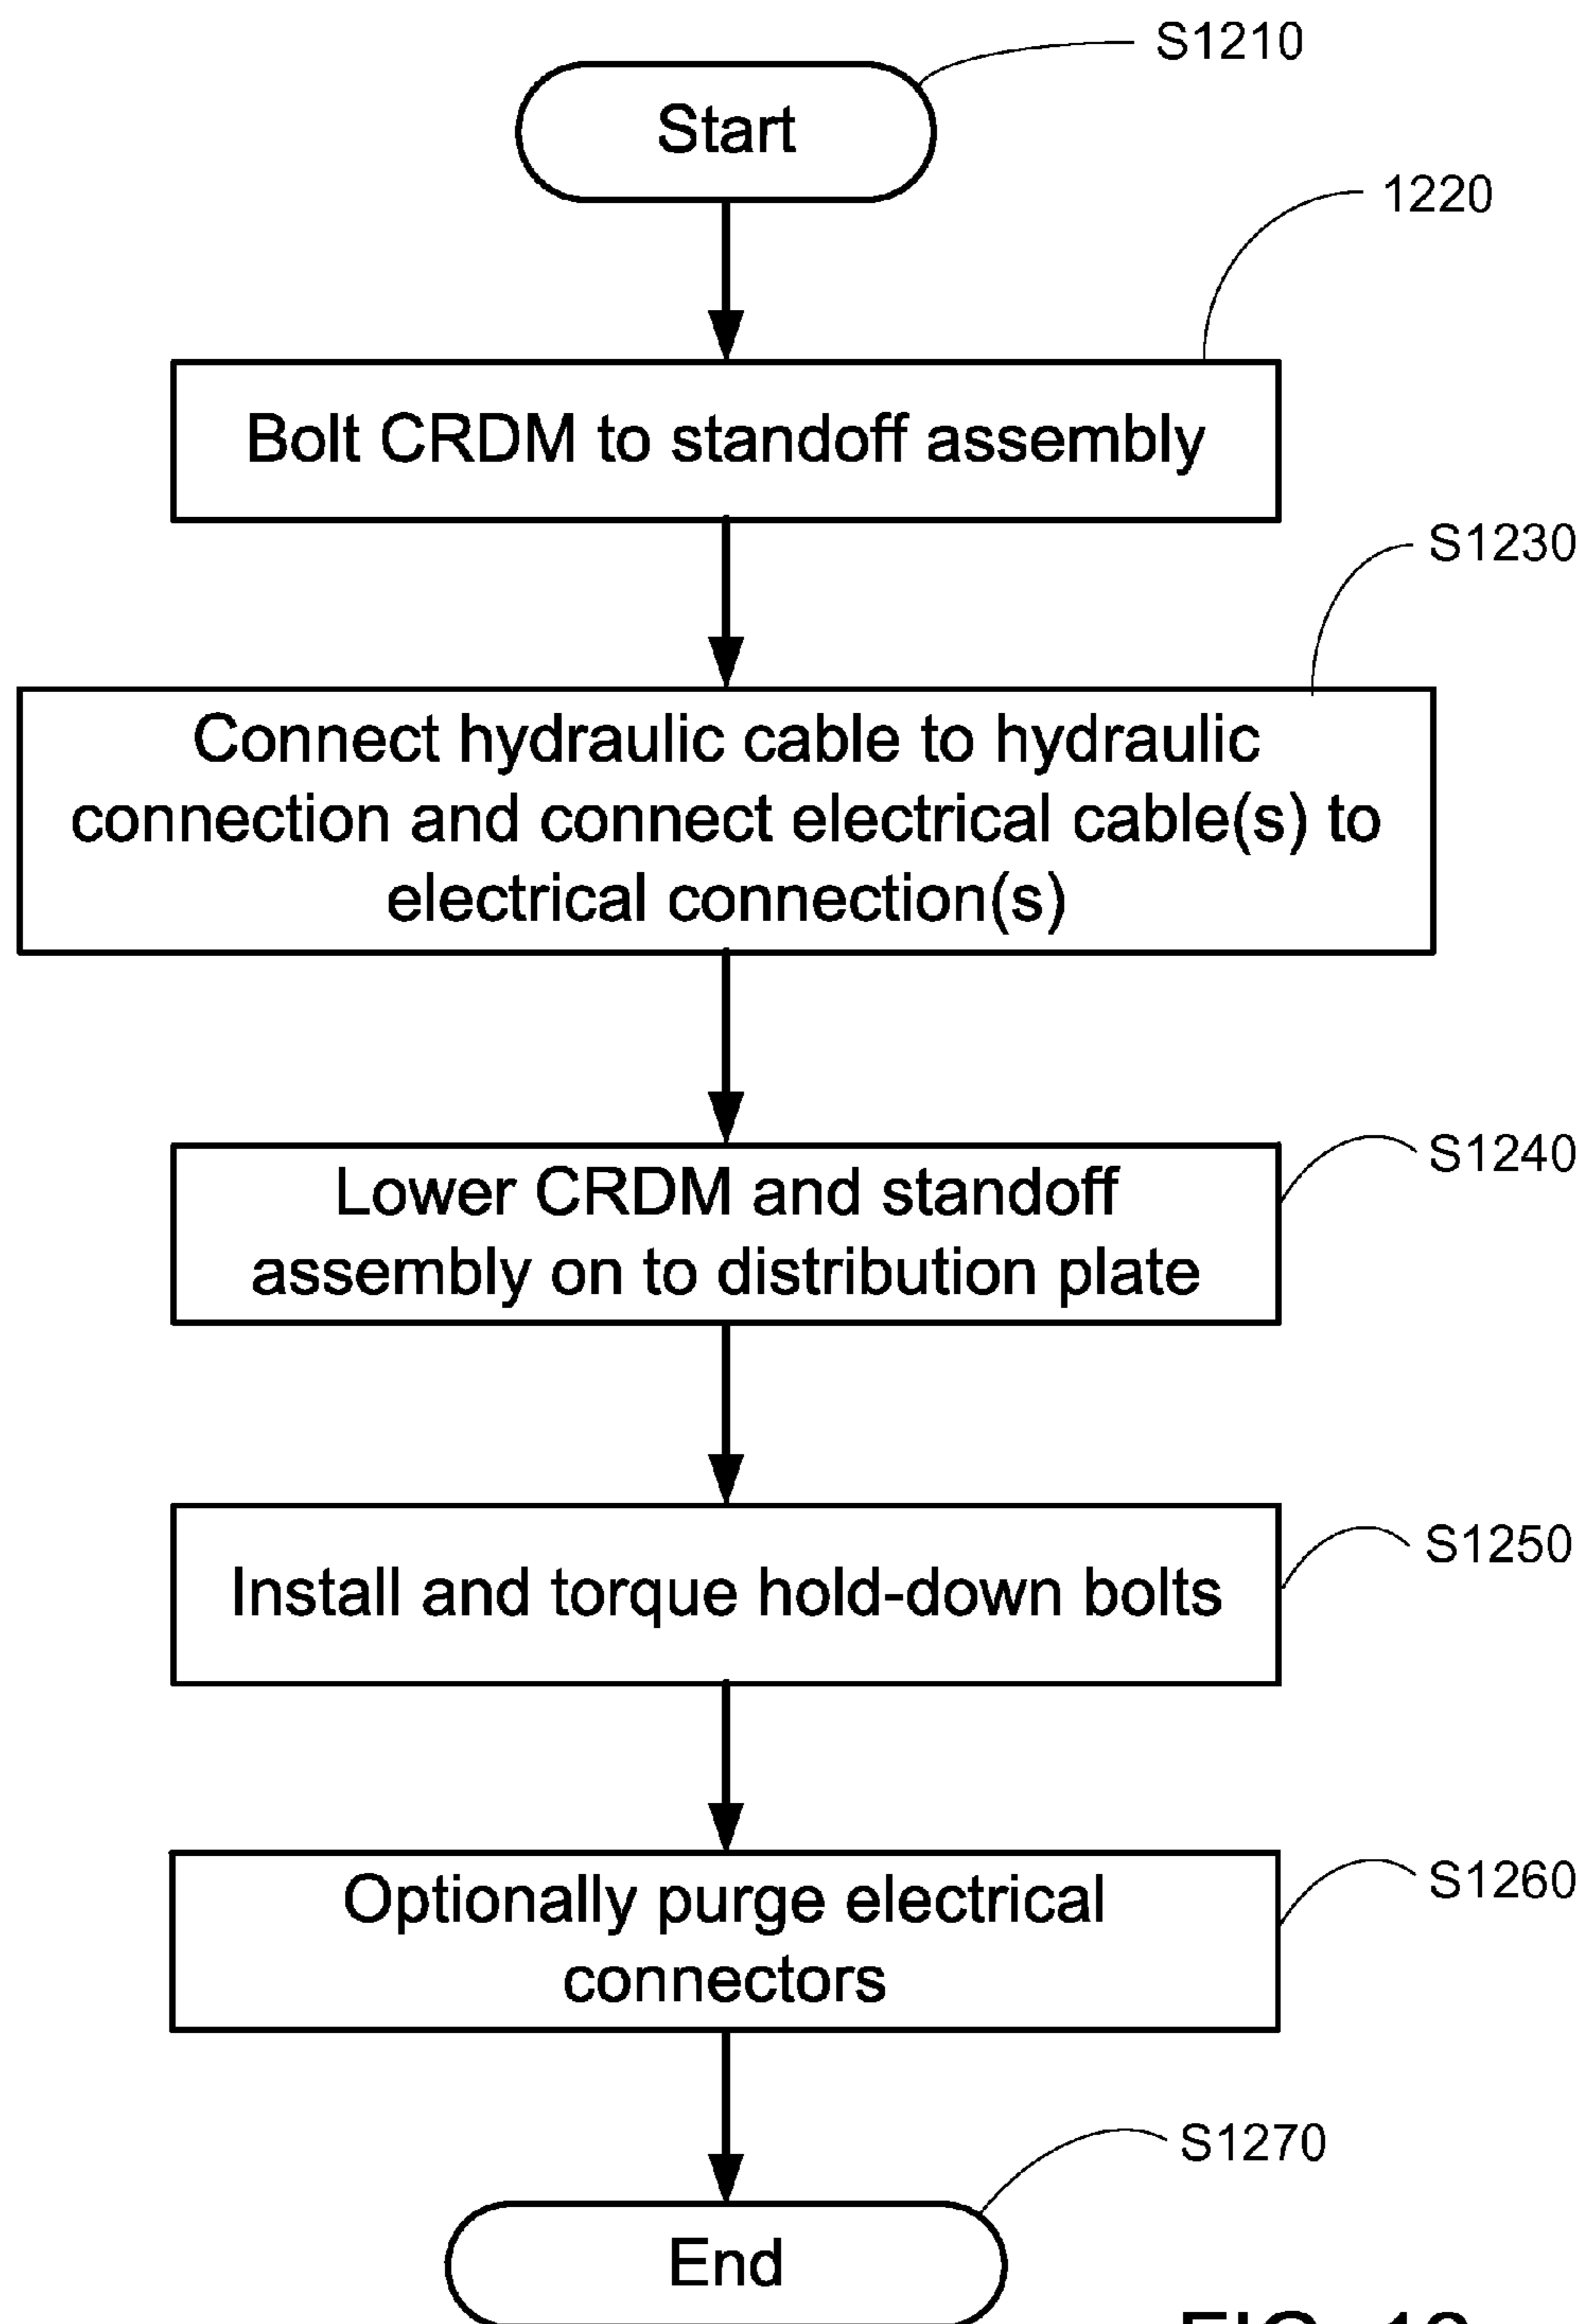 S1210
Start
1220
Bolt CRDM to standoff assembly
S1230
Connect hydraulic cable to hydraulic
connection and connect electrical cable(s) to
electrical connection(s)
S1240
Lower CRDM and standoff
assembly on to distribution plate
S1250
Install and torque hold-down bolts
S1260
Optionally purge electrical
connectors
S1270
End